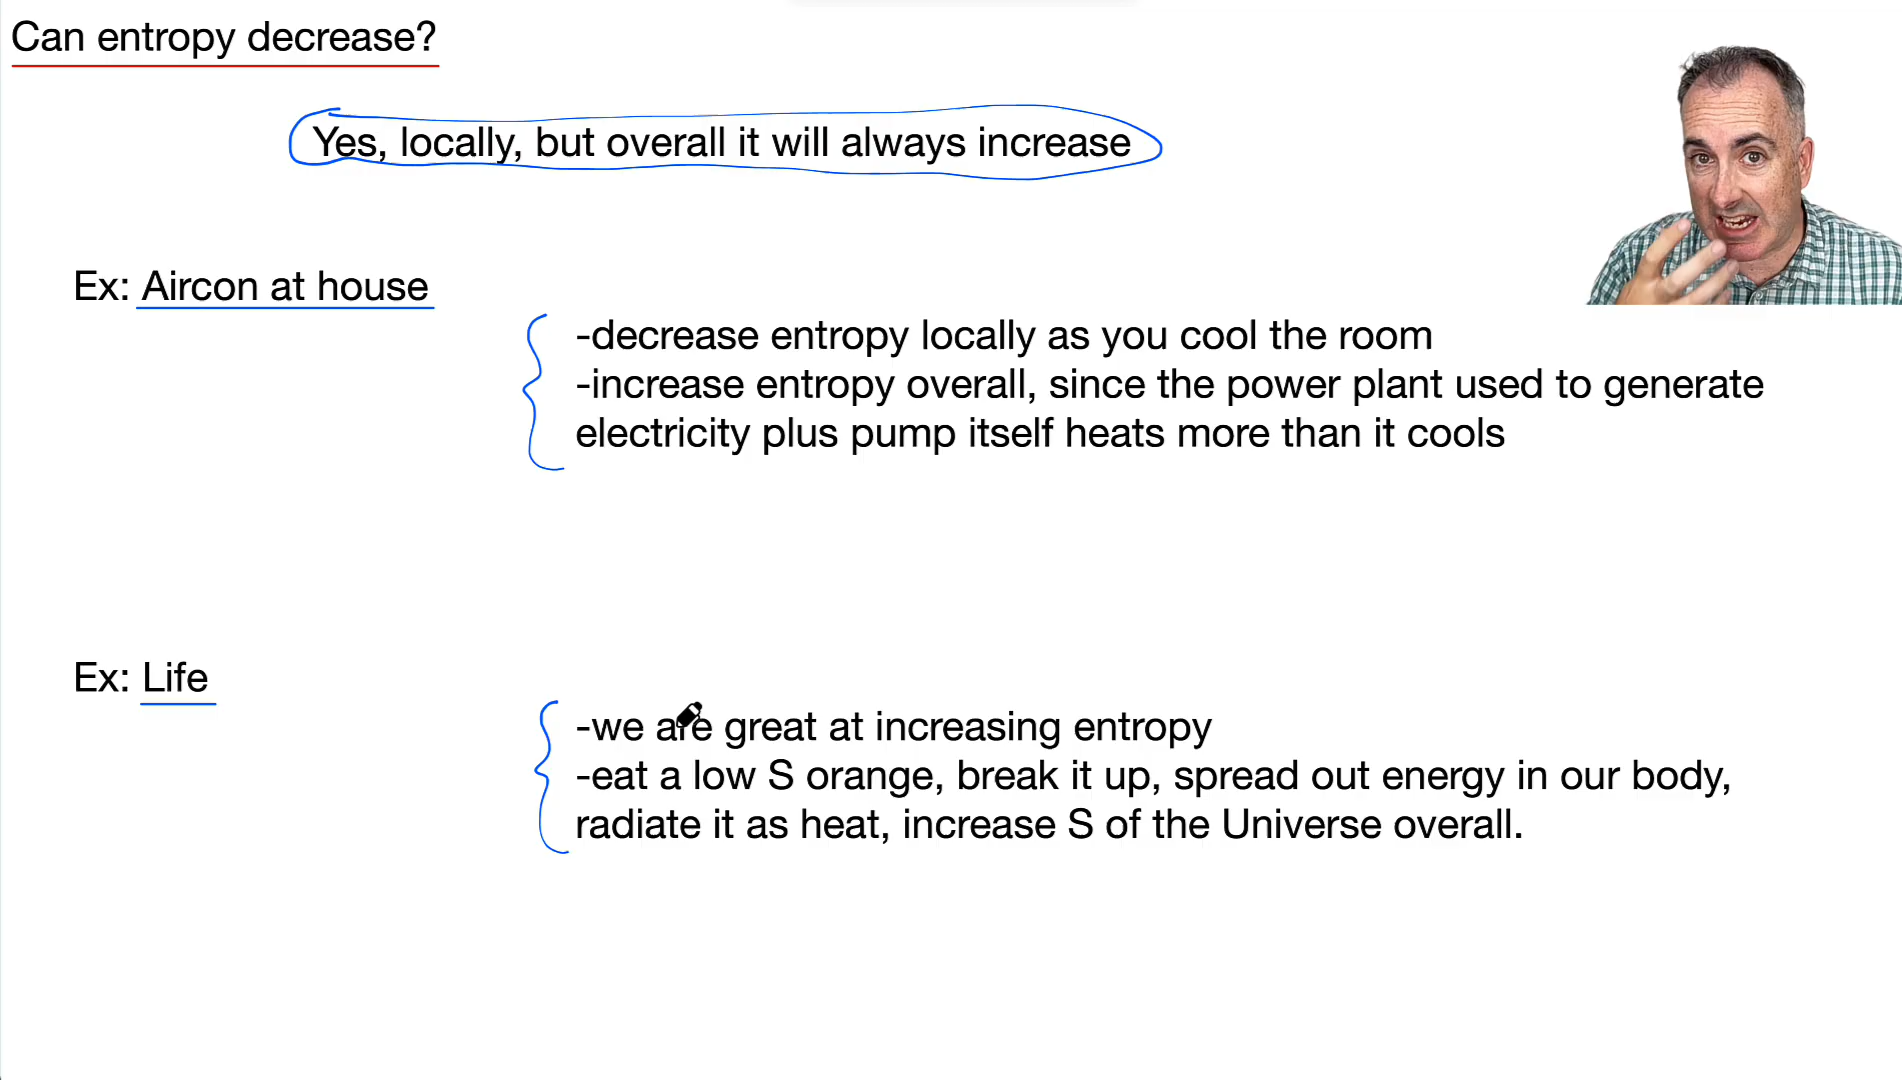 Can entropy decrease?
Yes, locally, but overall it will always increase
Ex: Aircon at house
-decrease entropy locally as you cool the room
-increase entropy overall, since the power plant used to generate
electricity plus pump itself heats more than it cools
Ex: Life
-we are great at increasing entropy
-eat a low S orange, break it up, spread out energy in our body,
radiate it as heat, increase S of the Universe overall.